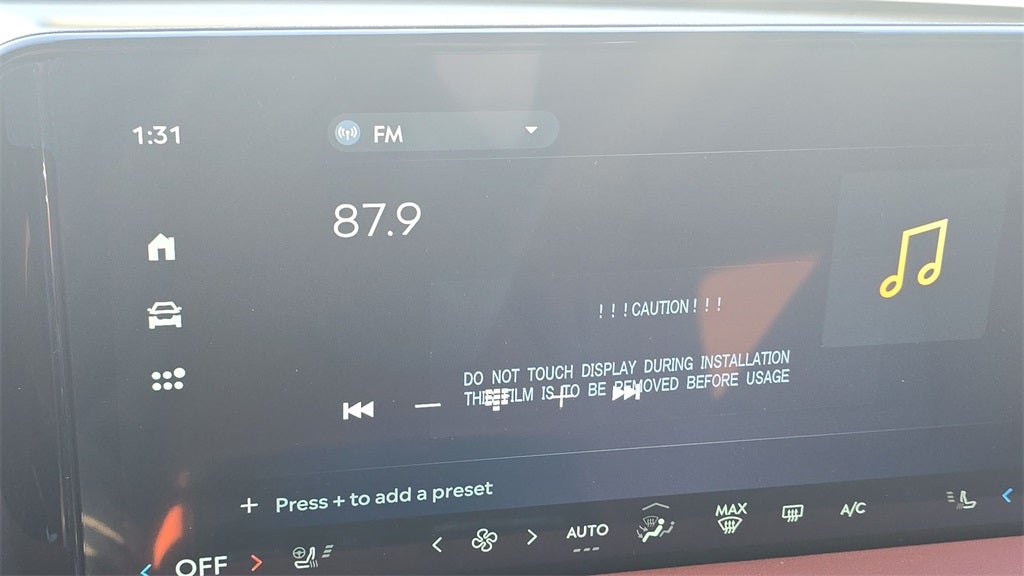 1:31
FM
87.9
!!!CAUTION!!!
DO NOT TOUCH DISPLAY DURING INSTALLATION
THIS FILM IS TO BE REMOVED BEFORE USAGE
Press + to add a preset
OFF
AUTO
MAX
A/C